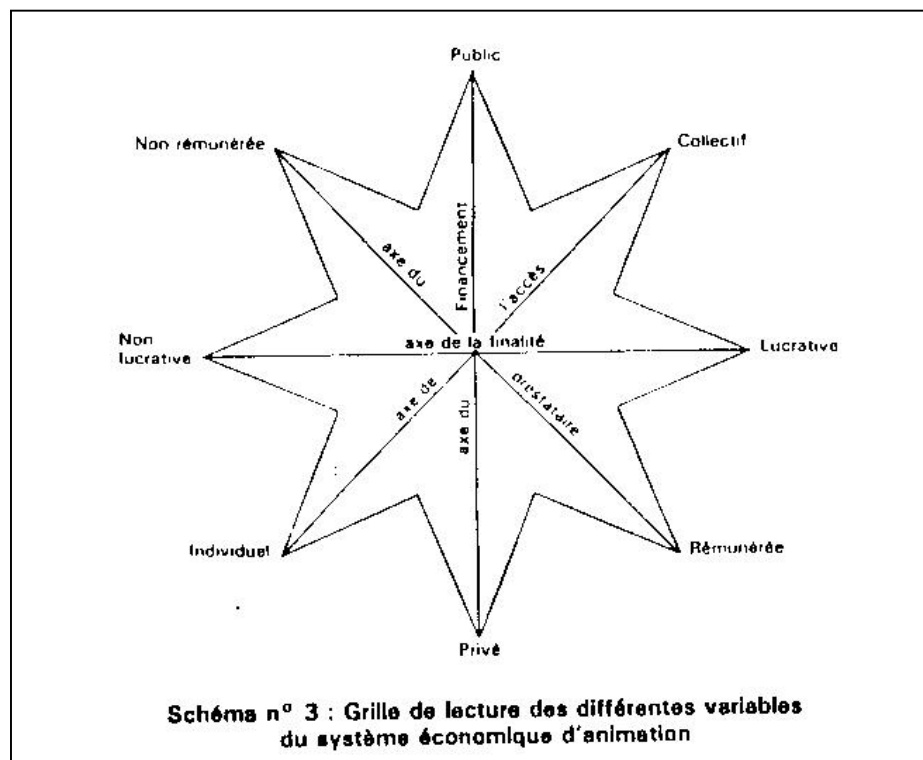 Public
Non rémunérée
Collectif
axe du
Financement
l'accès
Non
lucrative
axe de la finalité
Lucrative
axe de
axe du
prestataire
Individuel
Rémunérée
Privé
Schéma nº 3 : Grille de lecture des différentes variables
du système économique d'animation